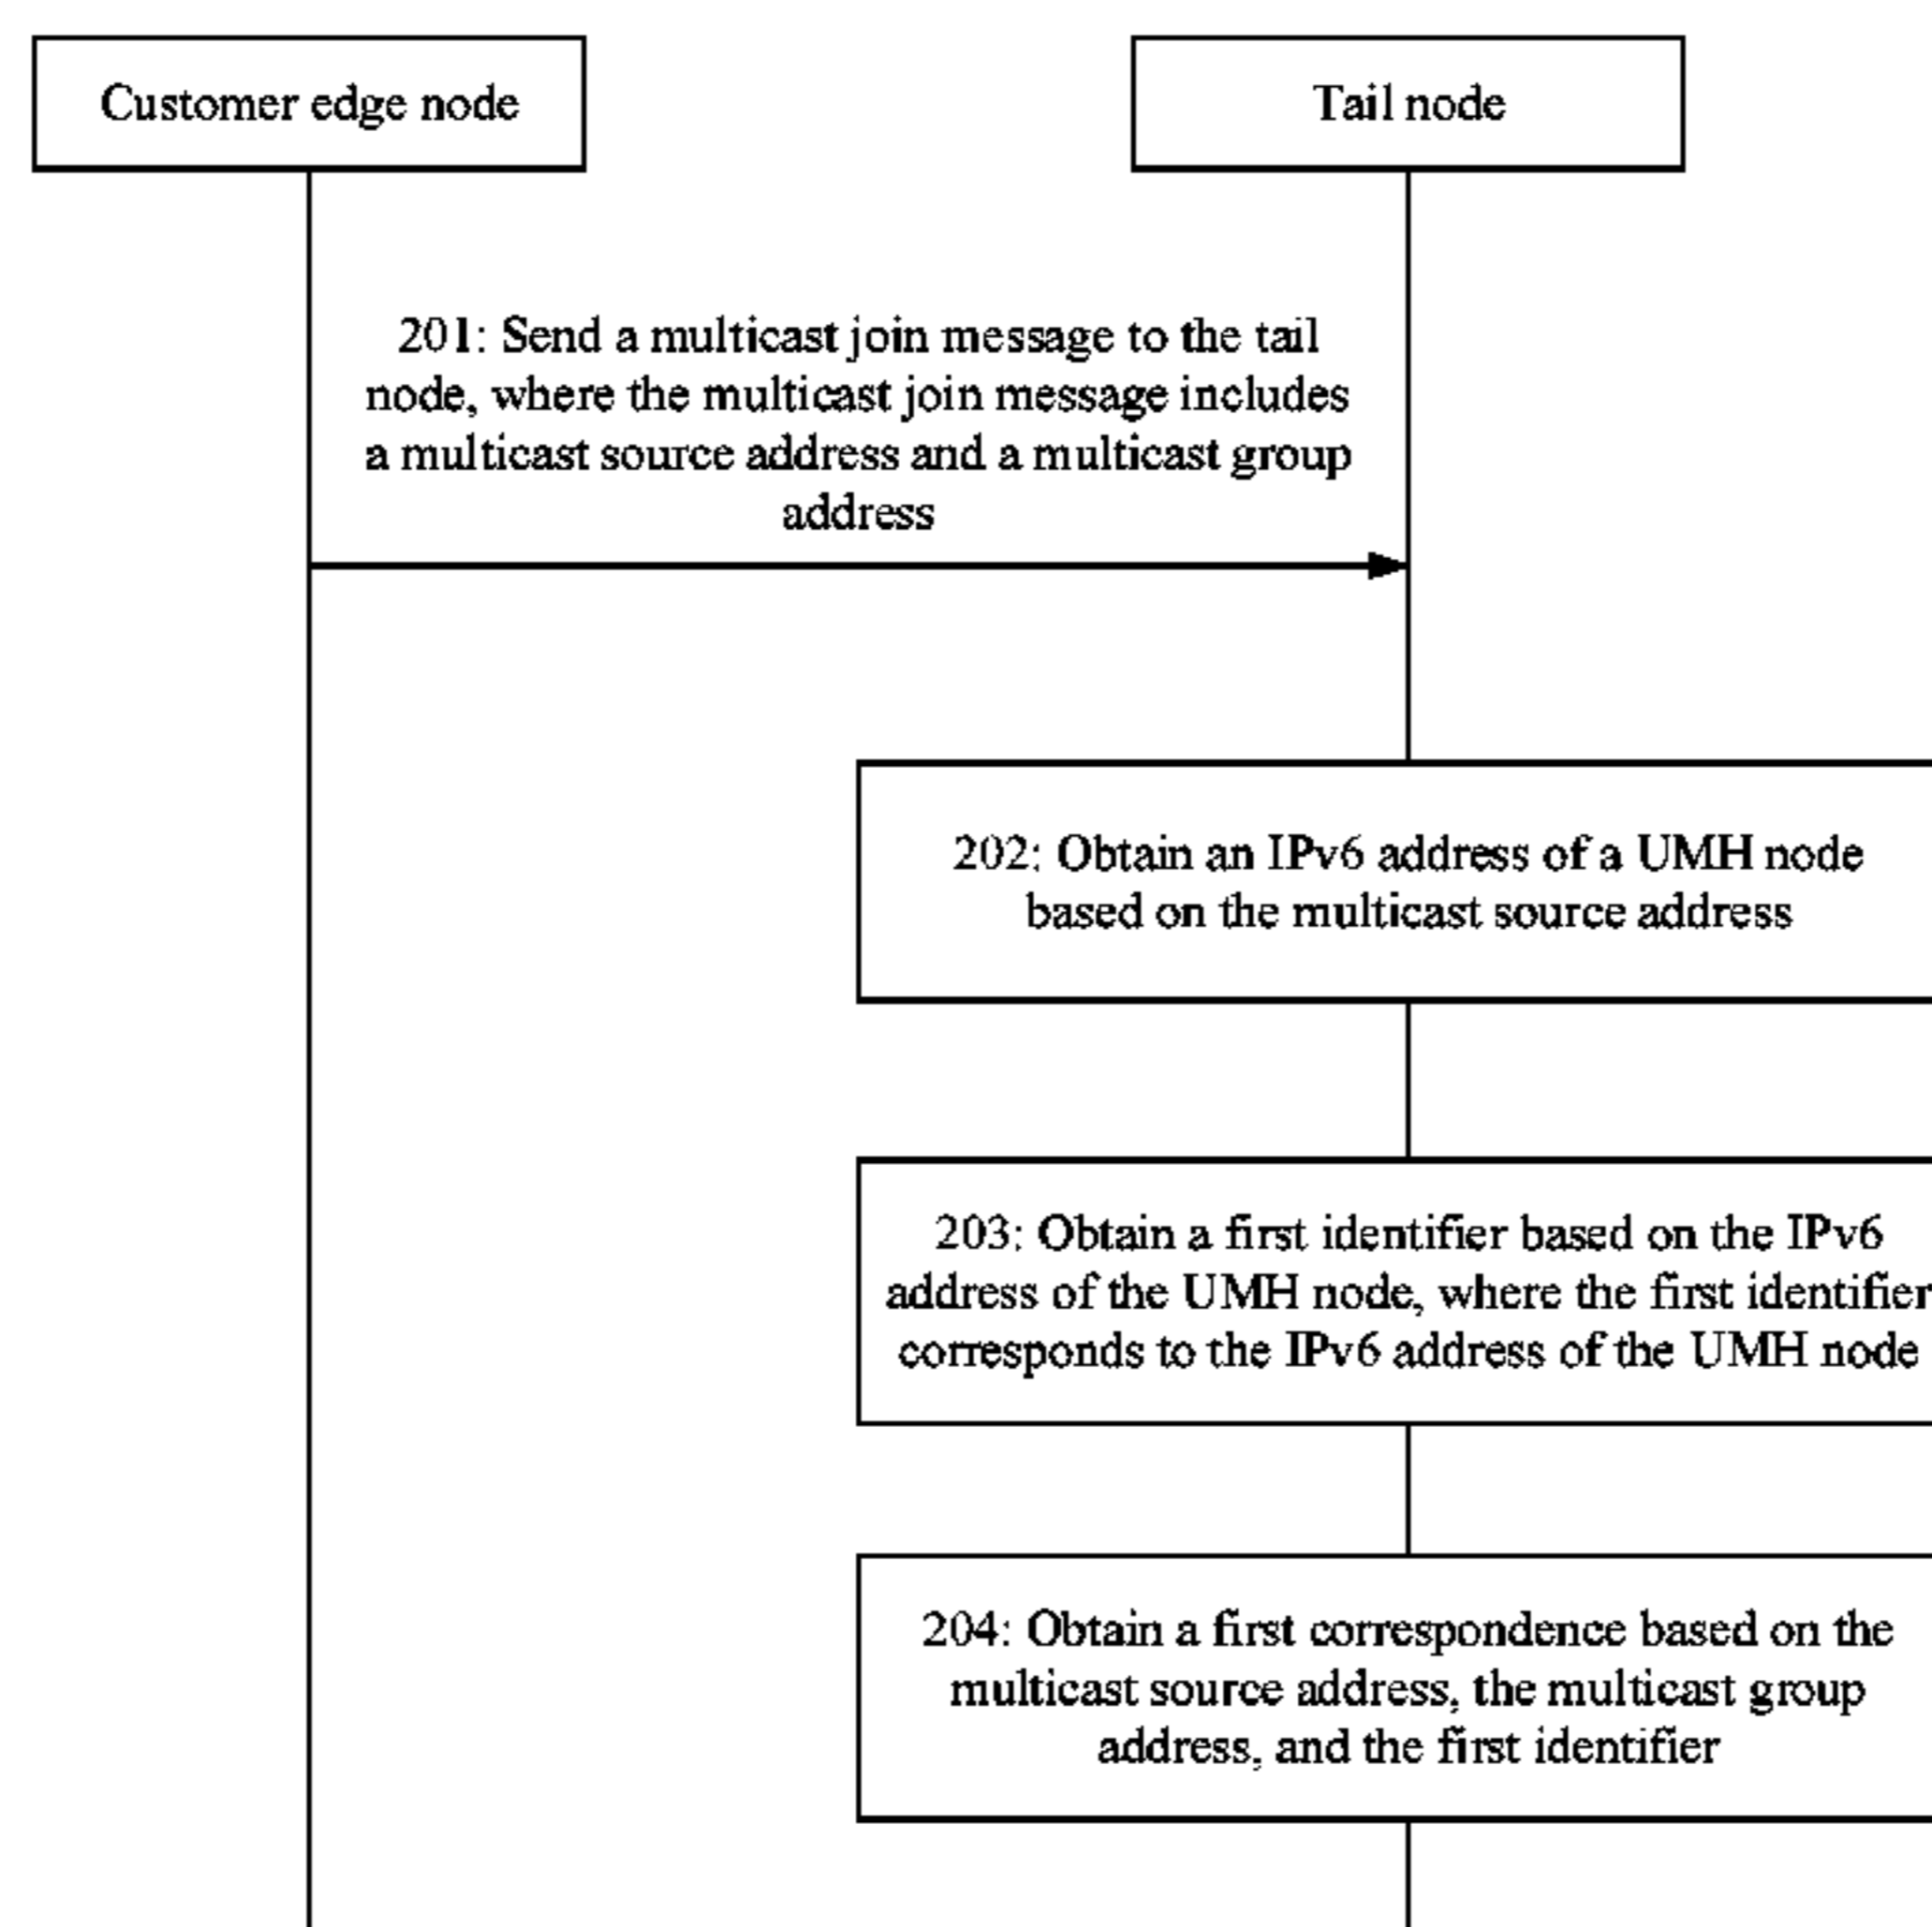 Customer edge node
Tail node
201: Send a multicast join message to the tail
node, where the multicast join message includes
a multicast source address and a multicast group
address
202: Obtain an IPv6 address of a UMH node
based on the multicast source address
203: Obtain a first identifier based on the IPv6
address of the UMH node, where the first identifier
corresponds to the IPv6 address of the UMH node
204: Obtain a first correspondence based on the
multicast source address, the multicast group
address, and the first identifier